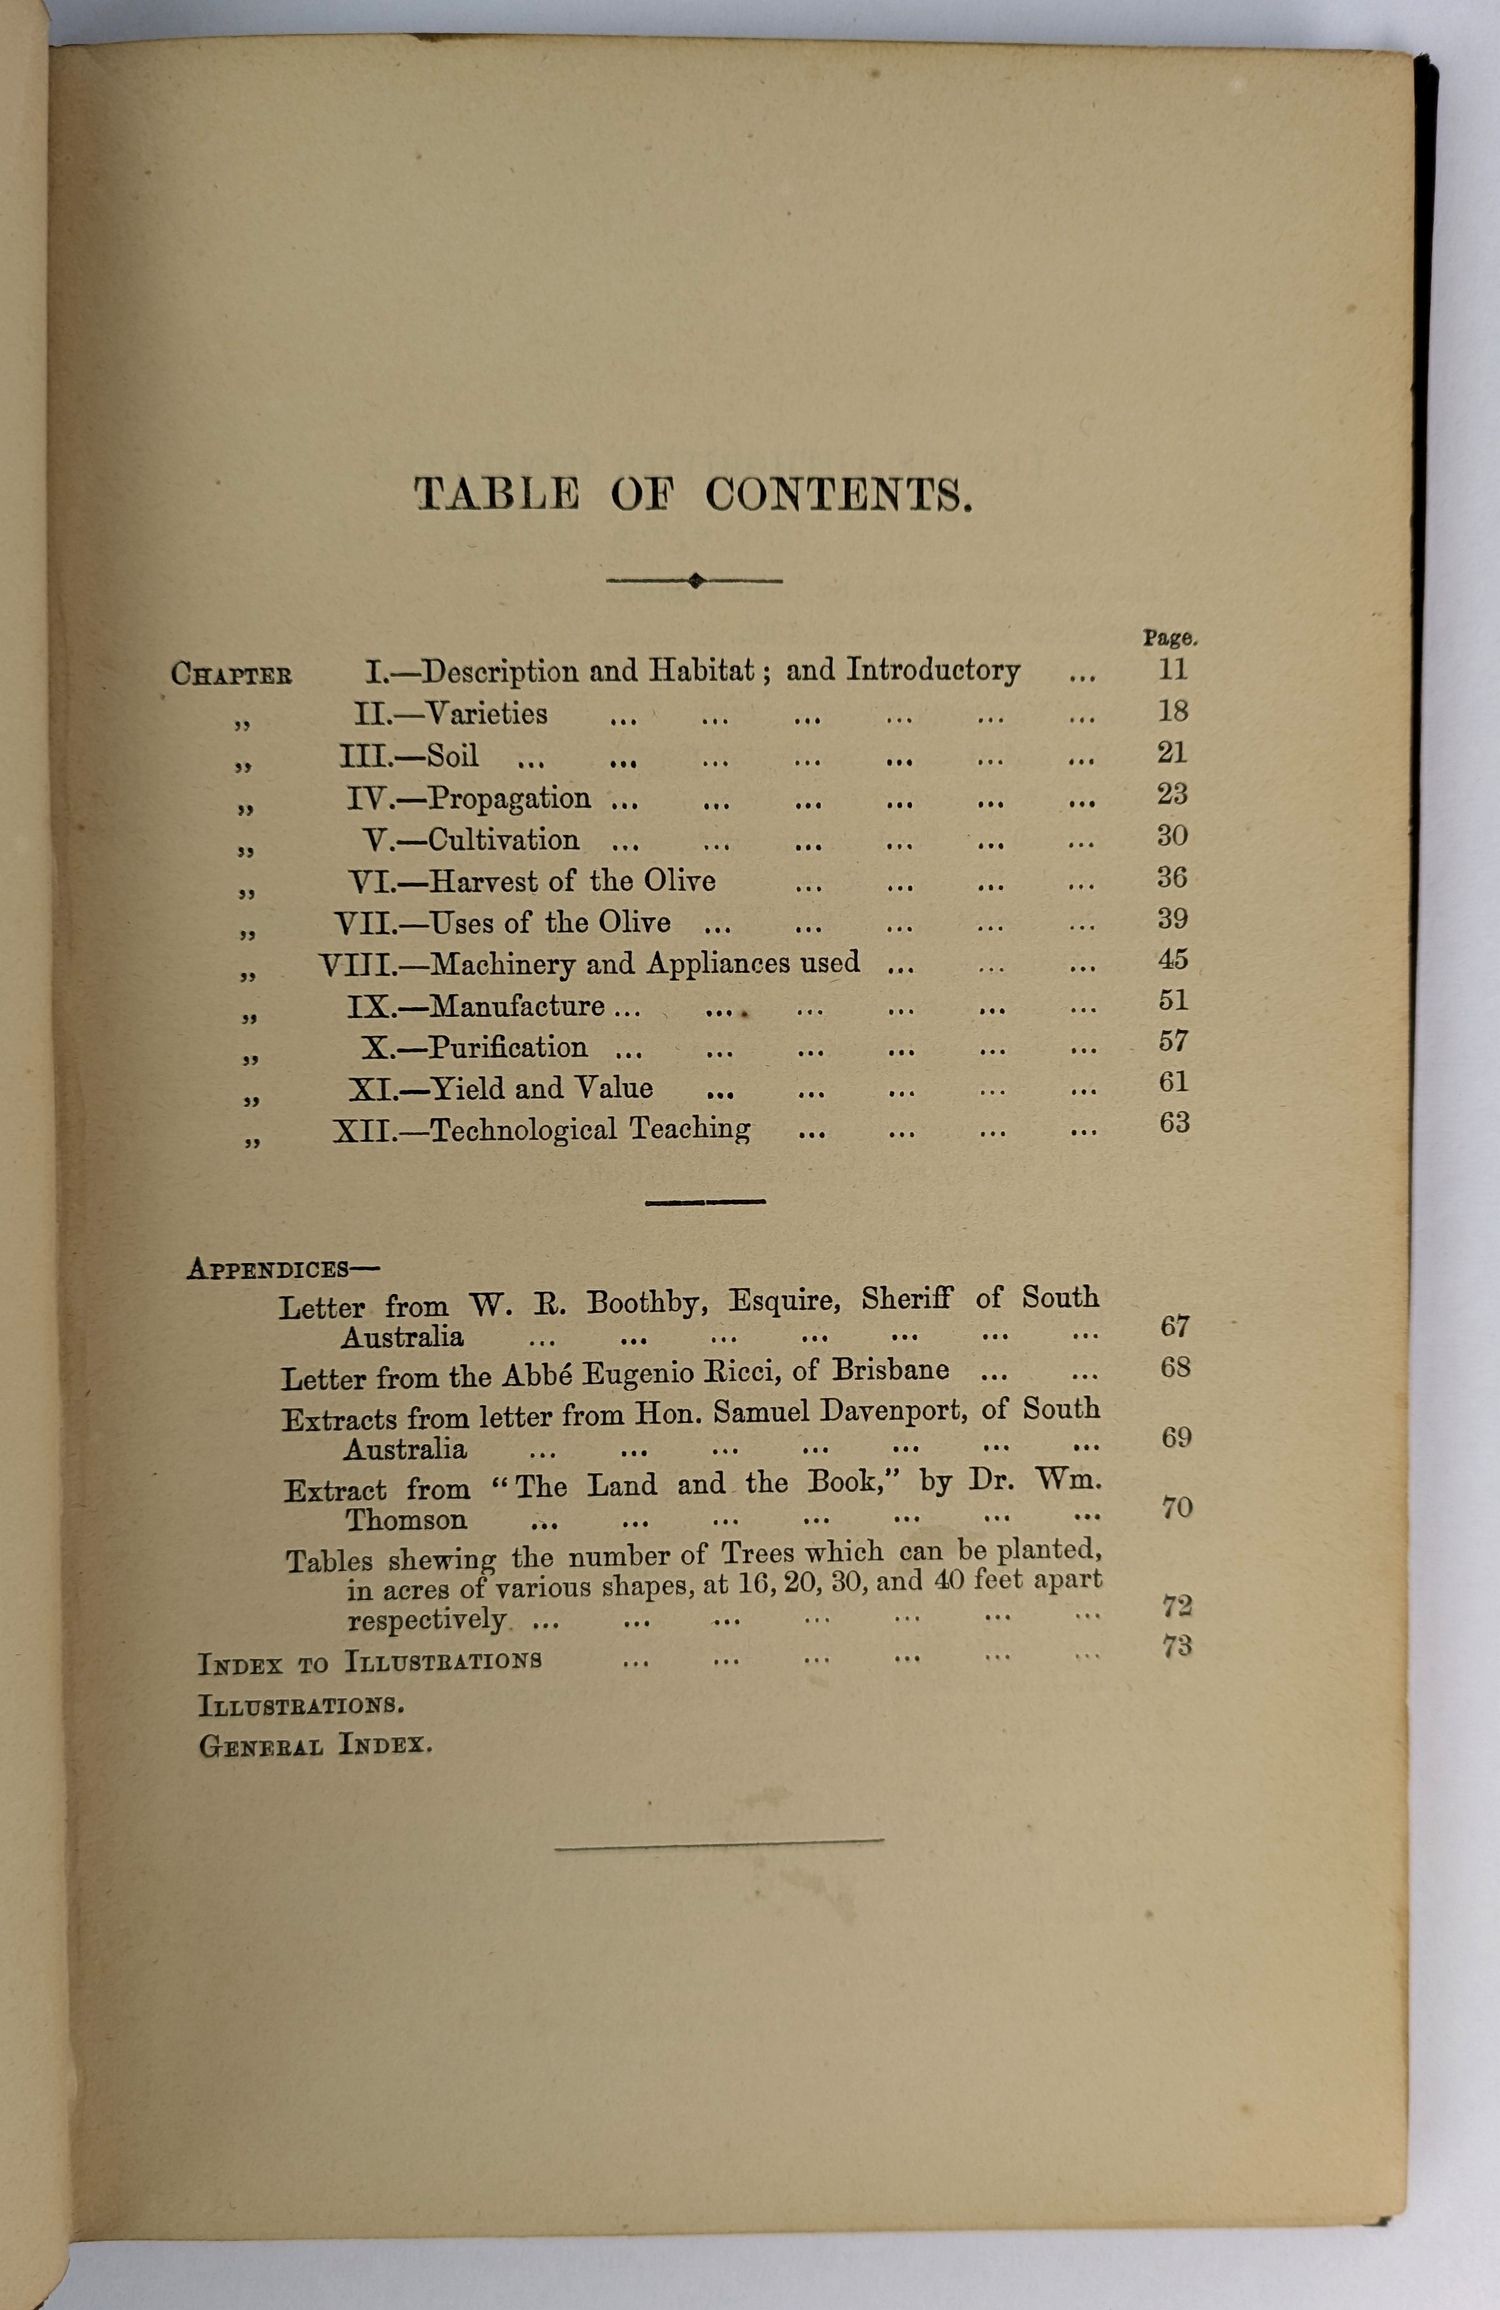 TABLE OF CONTENTS.
Page.
CHAPTER I.—Description and Habitat; and Introductory ... 11
„ II.—Varieties ... ... ... ... ... ... 18
„ III.—Soil ... ... ... ... ... ... ... 21
„ IV.—Propagation ... ... ... ... ... ... 23
„ V.—Cultivation ... ... ... ... ... ... 30
„ VI.—Harvest of the Olive ... ... ... ... 36
„ VII.—Uses of the Olive ... ... ... ... ... 39
„ VIII.—Machinery and Appliances used ... ... ... 45
„ IX.—Manufacture ... ... ... ... ... ... 51
„ X.—Purification ... ... ... ... ... ... 57
„ XI.—Yield and Value ... ... ... ... ... 61
„ XII.—Technological Teaching ... ... ... ... 63
APPENDICES—
Letter from W. R. Boothby, Esquire, Sheriff of South
Australia ... ... ... ... ... ... ... 67
Letter from the Abbé Eugenio Ricci, of Brisbane ... ... 68
Extracts from letter from Hon. Samuel Davenport, of South
Australia ... ... ... ... ... ... ... 69
Extract from "The Land and the Book," by Dr. Wm.
Thomson ... ... ... ... ... ... ... 70
Tables shewing the number of Trees which can be planted,
in acres of various shapes, at 16, 20, 30, and 40 feet apart
respectively ... ... ... ... ... ... ... 72
INDEX TO ILLUSTRATIONS ... ... ... ... ... ... 73
ILLUSTRATIONS.
GENERAL INDEX.